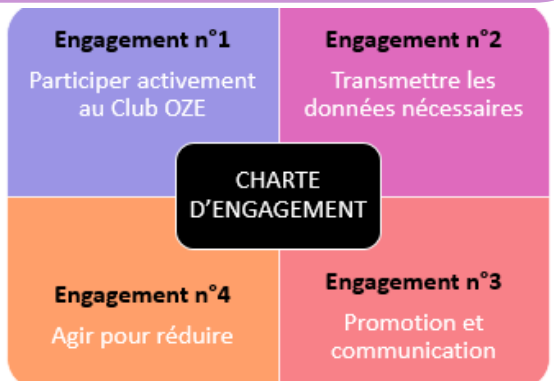 Engagement n°1
Participer activement
au Club OZE
Engagement n°2
Transmettre les
données nécessaires
CHARTE
D’ENGAGEMENT
Engagement n°4
Agir pour réduire
Engagement n°3
Promotion et
communication